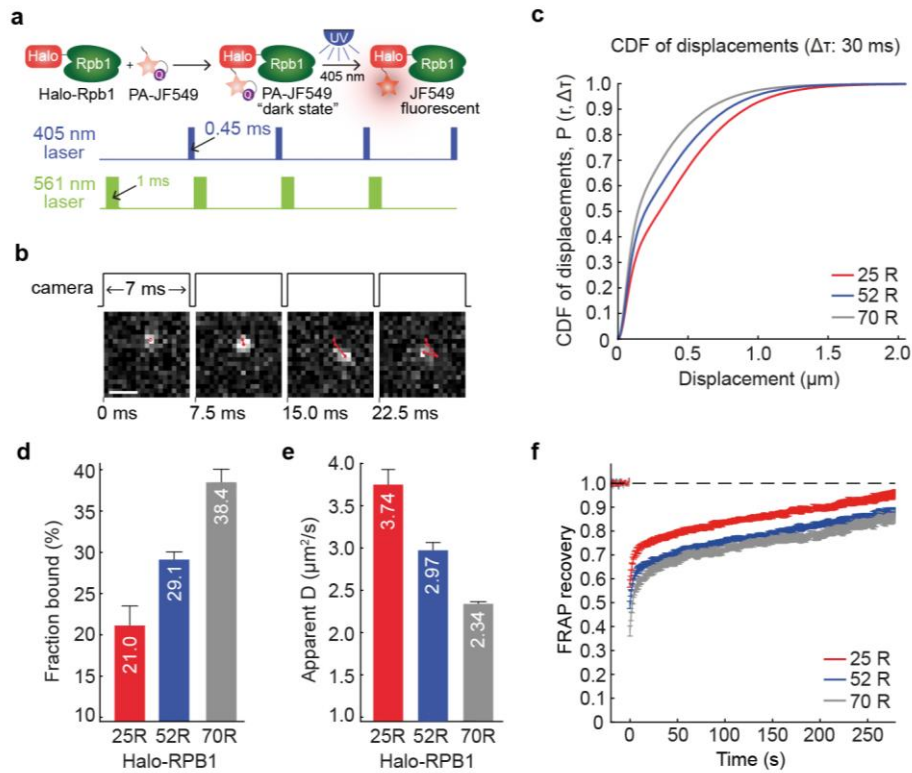 a
Halo
Rpb1
+
Q
Halo
Rpb1
Q
UV
405 nm
Halo
Rpb1
Halo-Rpb1
PA-JF549
PA-JF549
"dark state"
JF549
fluorescent
405 nm
laser
0.45 ms
561 nm
laser
1 ms
b
camera
7 ms
0 ms
7.5 ms
15.0 ms
22.5 ms
c
CDF of displacements (Δτ: 30 ms)
CDF of displacements, P (r, Δτ)
1.0
0.9
0.8
0.7
0.6
0.5
0.4
0.3
0.2
0.1
0
0
0.5
1.0
1.5
2.0
Displacement (μm)
25 R
52 R
70 R
d
Fraction bound (%)
40
35
30
25
20
15
10
21.0
29.1
38.4
25R
52R
70R
Halo-RPB1
e
Apparent D (μm²/s)
4.0
3.5
3.0
2.5
2.0
1.5
1.0
3.74
2.97
2.34
25R
52R
70R
Halo-RPB1
f
FRAP recovery
1.0
0.9
0.8
0.7
0.6
0.5
0.4
0.3
0.2
0.1
0
0
50
100
150
200
250
Time (s)
25 R
52 R
70 R